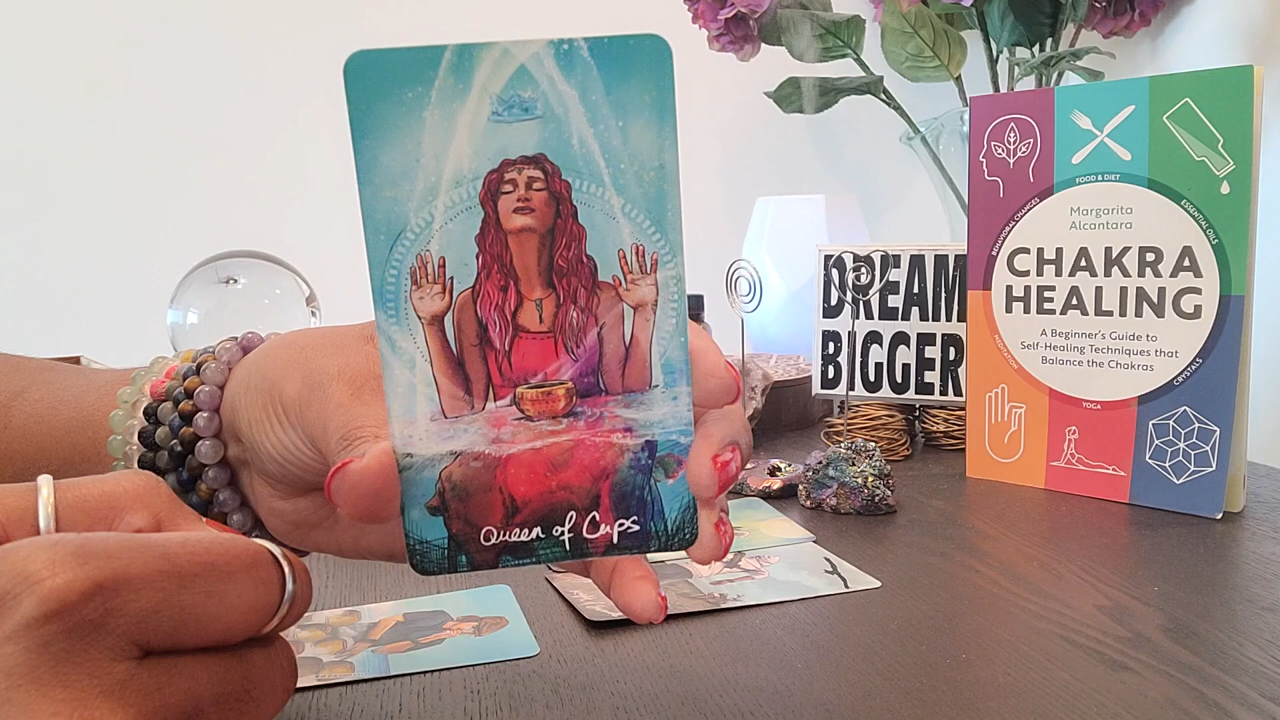 Queen of Cups
DREAM
BIGGER
FOOD & DIET
BEHAVIORAL CHANGES
ESSENTIAL OILS
Margarita
Alcantara
CHAKRA
HEALING
A Beginner's Guide to
Self-Healing Techniques that
Balance the Chakras
MEDITATION
CRYSTALS
YOGA